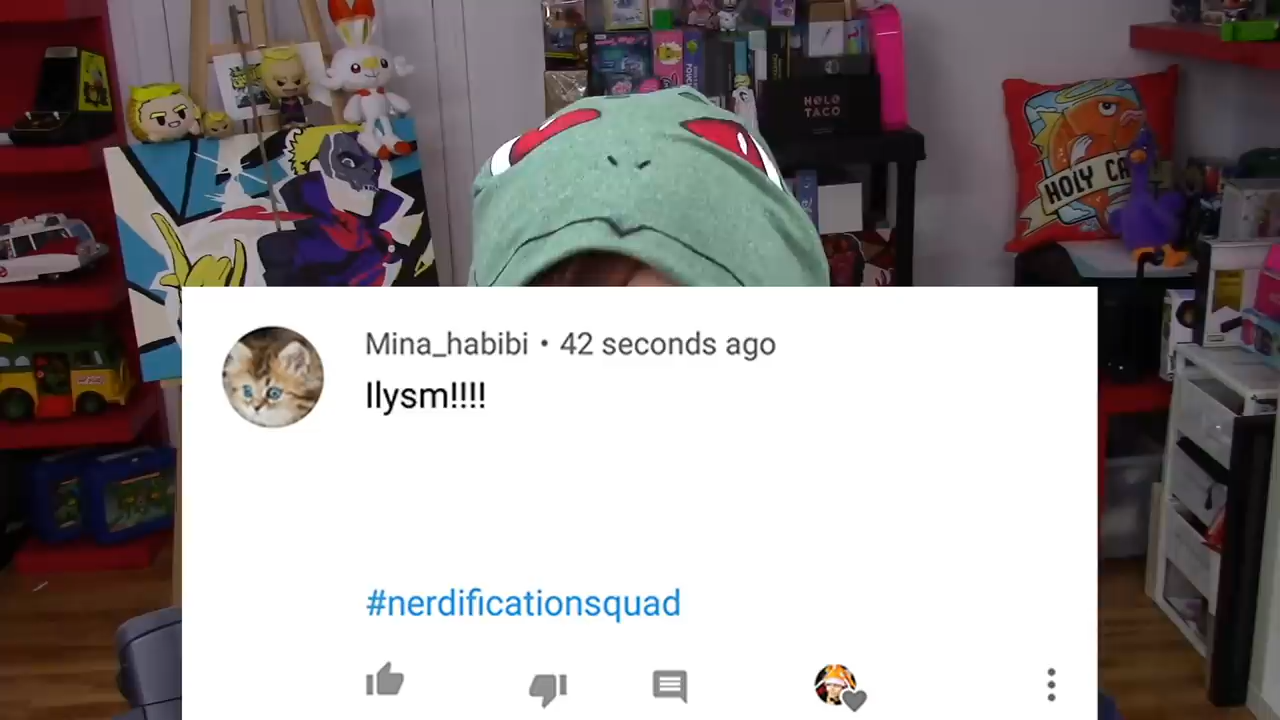 HOLO
TACO
HOLY CA
Mina_habibi • 42 seconds ago
Ilysm!!!!
#nerdificationsquad